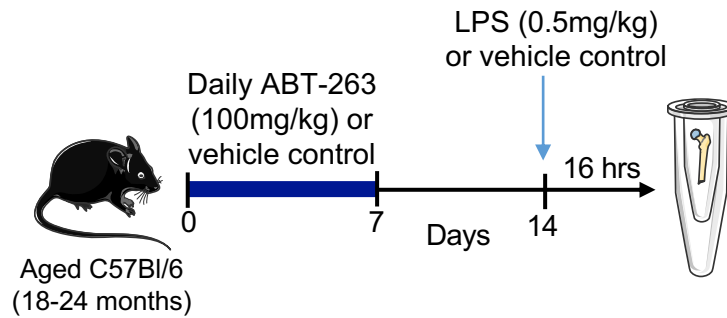 LPS (0.5mg/kg)
or vehicle control
Daily ABT-263
(100mg/kg) or
vehicle control
16 hrs
0
7
Days
14
Aged C57Bl/6
(18-24 months)